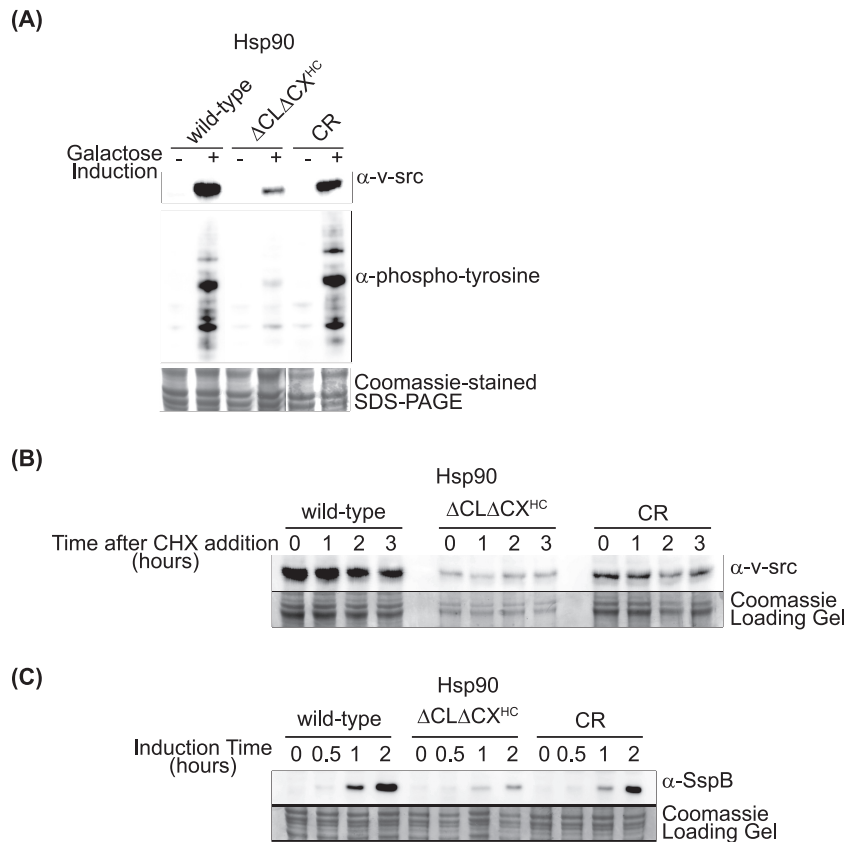 (A)
Hsp90
wild-type ΔCLΔCX^HC CR
Galactose Induction - + - + - +
α-v-src
α-phospho-tyrosine
Coomassie-stained
SDS-PAGE
(B)
Hsp90
wild-type ΔCLΔCX^HC CR
Time after CHX addition 0 1 2 3 0 1 2 3 0 1 2 3
(hours)
α-v-src
Coomassie
Loading Gel
(C)
Hsp90
wild-type ΔCLΔCX^HC CR
Induction Time 0 0.5 1 2 0 0.5 1 2 0 0.5 1 2
(hours)
α-SspB
Coomassie
Loading Gel